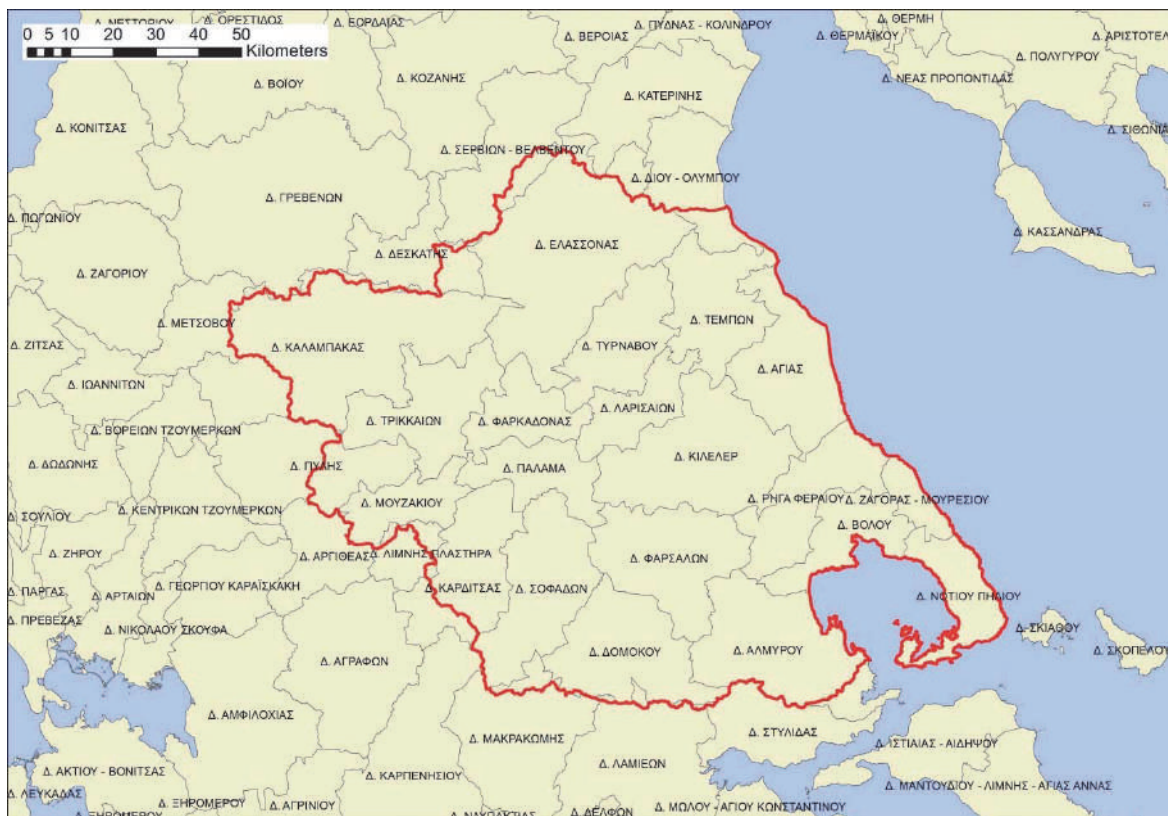 Δ. ΝΕΣΤΟΡΙΟΥ
Δ. ΟΡΕΣΤΙΔΟΣ
Δ. ΕΟΡΔΑΙΑΣ
Δ. ΠΥΔΝΑΣ - ΚΟΛΙΝΔΡΟΥ
Δ. ΘΕΡΜΗ
Δ. ΒΕΡΟΙΑΣ
Δ. ΘΕΡΜΑΪΚΟΥ
Δ. ΑΡΙΣΤΟΤΕΛ
0 5 10 20 30 40 50
Kilometers
Δ. ΠΟΛΥΓΥΡΟΥ
Δ. ΒΟΪΟΥ
Δ. ΚΟΖΑΝΗΣ
Δ. ΝΕΑΣ ΠΡΟΠΟΝΤΙΔΑΣ
Δ. ΚΑΤΕΡΙΝΗΣ
Δ. ΚΟΝΙΤΣΑΣ
Δ. ΣΙΘΩΝΙΑ
Δ. ΣΕΡΒΙΩΝ - ΒΕΛΒΕΝΤΟΥ
Δ. ΔΙΟΥ - ΟΛΥΜΠΟΥ
Δ. ΓΡΕΒΕΝΩΝ
Δ. ΠΩΓΩΝΙΟΥ
Δ. ΚΑΣΣΑΝΔΡΑΣ
Δ. ΕΛΑΣΣΟΝΑΣ
Δ. ΔΕΣΚΑΤΗΣ
Δ. ΖΑΓΟΡΙΟΥ
Δ. ΜΕΤΣΟΒΟΥ
Δ. ΤΕΜΠΩΝ
Δ. ΖΙΤΣΑΣ
Δ. ΚΑΛΑΜΠΑΚΑΣ
Δ. ΤΥΡΝΑΒΟΥ
Δ. ΑΓΙΑΣ
Δ. ΙΩΑΝΝΙΤΩΝ
Δ. ΛΑΡΙΣΑΙΩΝ
Δ. ΤΡΙΚΚΑΙΩΝ
Δ. ΦΑΡΚΑΔΟΝΑΣ
Δ. ΒΟΡΕΙΩΝ ΤΖΟΥΜΕΡΚΩΝ
Δ. ΚΙΛΕΛΕΡ
Δ. ΔΩΔΩΝΗΣ
Δ. ΠΥΛΗΣ
Δ. ΠΑΛΑΜΑ
Δ. ΜΟΥΖΑΚΙΟΥ
Δ. ΡΗΓΑ ΦΕΡΑΙΟΥ
Δ. ΖΑΓΟΡΑΣ - ΜΟΥΡΕΣΙΟΥ
Δ. ΚΕΝΤΡΙΚΩΝ ΤΖΟΥΜΕΡΚΩΝ
Δ. ΣΟΥΛΙΟΥ
Δ. ΒΟΛΟΥ
Δ. ΖΗΡΟΥ
Δ. ΑΡΓΙΘΕΑΣ
Δ. ΛΙΜΝΗΣ ΠΛΑΣΤΗΡΑ
Δ. ΦΑΡΣΑΛΩΝ
Δ. ΓΕΩΡΓΙΟΥ ΚΑΡΑΪΣΚΑΚΗ
Δ. ΚΑΡΔΙΤΣΑΣ
Δ. ΣΟΦΑΔΩΝ
Δ. ΠΑΡΓΑΣ
Δ. ΑΡΤΑΙΩΝ
Δ. ΝΟΤΙΟΥ ΠΗΛΙΟΥ
Δ. ΠΡΕΒΕΖΑΣ
Δ. ΝΙΚΟΛΑΟΥ ΣΚΟΥΦΑ
Δ. ΣΚΙΑΘΟΥ
Δ. ΔΟΜΟΚΟΥ
Δ. ΑΛΜΥΡΟΥ
Δ. ΣΚΟΠΕΛΟΥ
Δ. ΑΓΡΑΦΩΝ
Δ. ΑΜΦΙΛΟΧΙΑΣ
Δ. ΣΤΥΛΙΔΑΣ
Δ. ΜΑΚΡΑΚΩΜΗΣ
Δ. ΙΣΤΙΑΙΑΣ - ΑΙΔΗΨΟΥ
Δ. ΛΑΜΙΕΩΝ
Δ. ΑΚΤΙΟΥ - ΒΟΝΙΤΣΑΣ
Δ. ΚΑΡΠΕΝΗΣΙΟΥ
Δ. ΜΑΝΤΟΥΔΙΟΥ - ΛΙΜΝΗΣ - ΑΓΙΑΣ ΑΝΝΑΣ
Δ. ΛΕΥΚΑΔΑΣ
Δ. ΞΗΡΟΜΕΡΟΥ
Δ. ΑΓΡΙΝΙΟΥ
Δ. ΜΩΛΟΥ - ΑΓΙΟΥ ΚΩΝΣΤΑΝΤΙΝΟΥ
Δ. ΞΗΡΟΜΕΡΟΥ
Δ. ΝΑΥΠΑΚΤΙΑΣ
Δ. ΔΕΛΦΩΝ